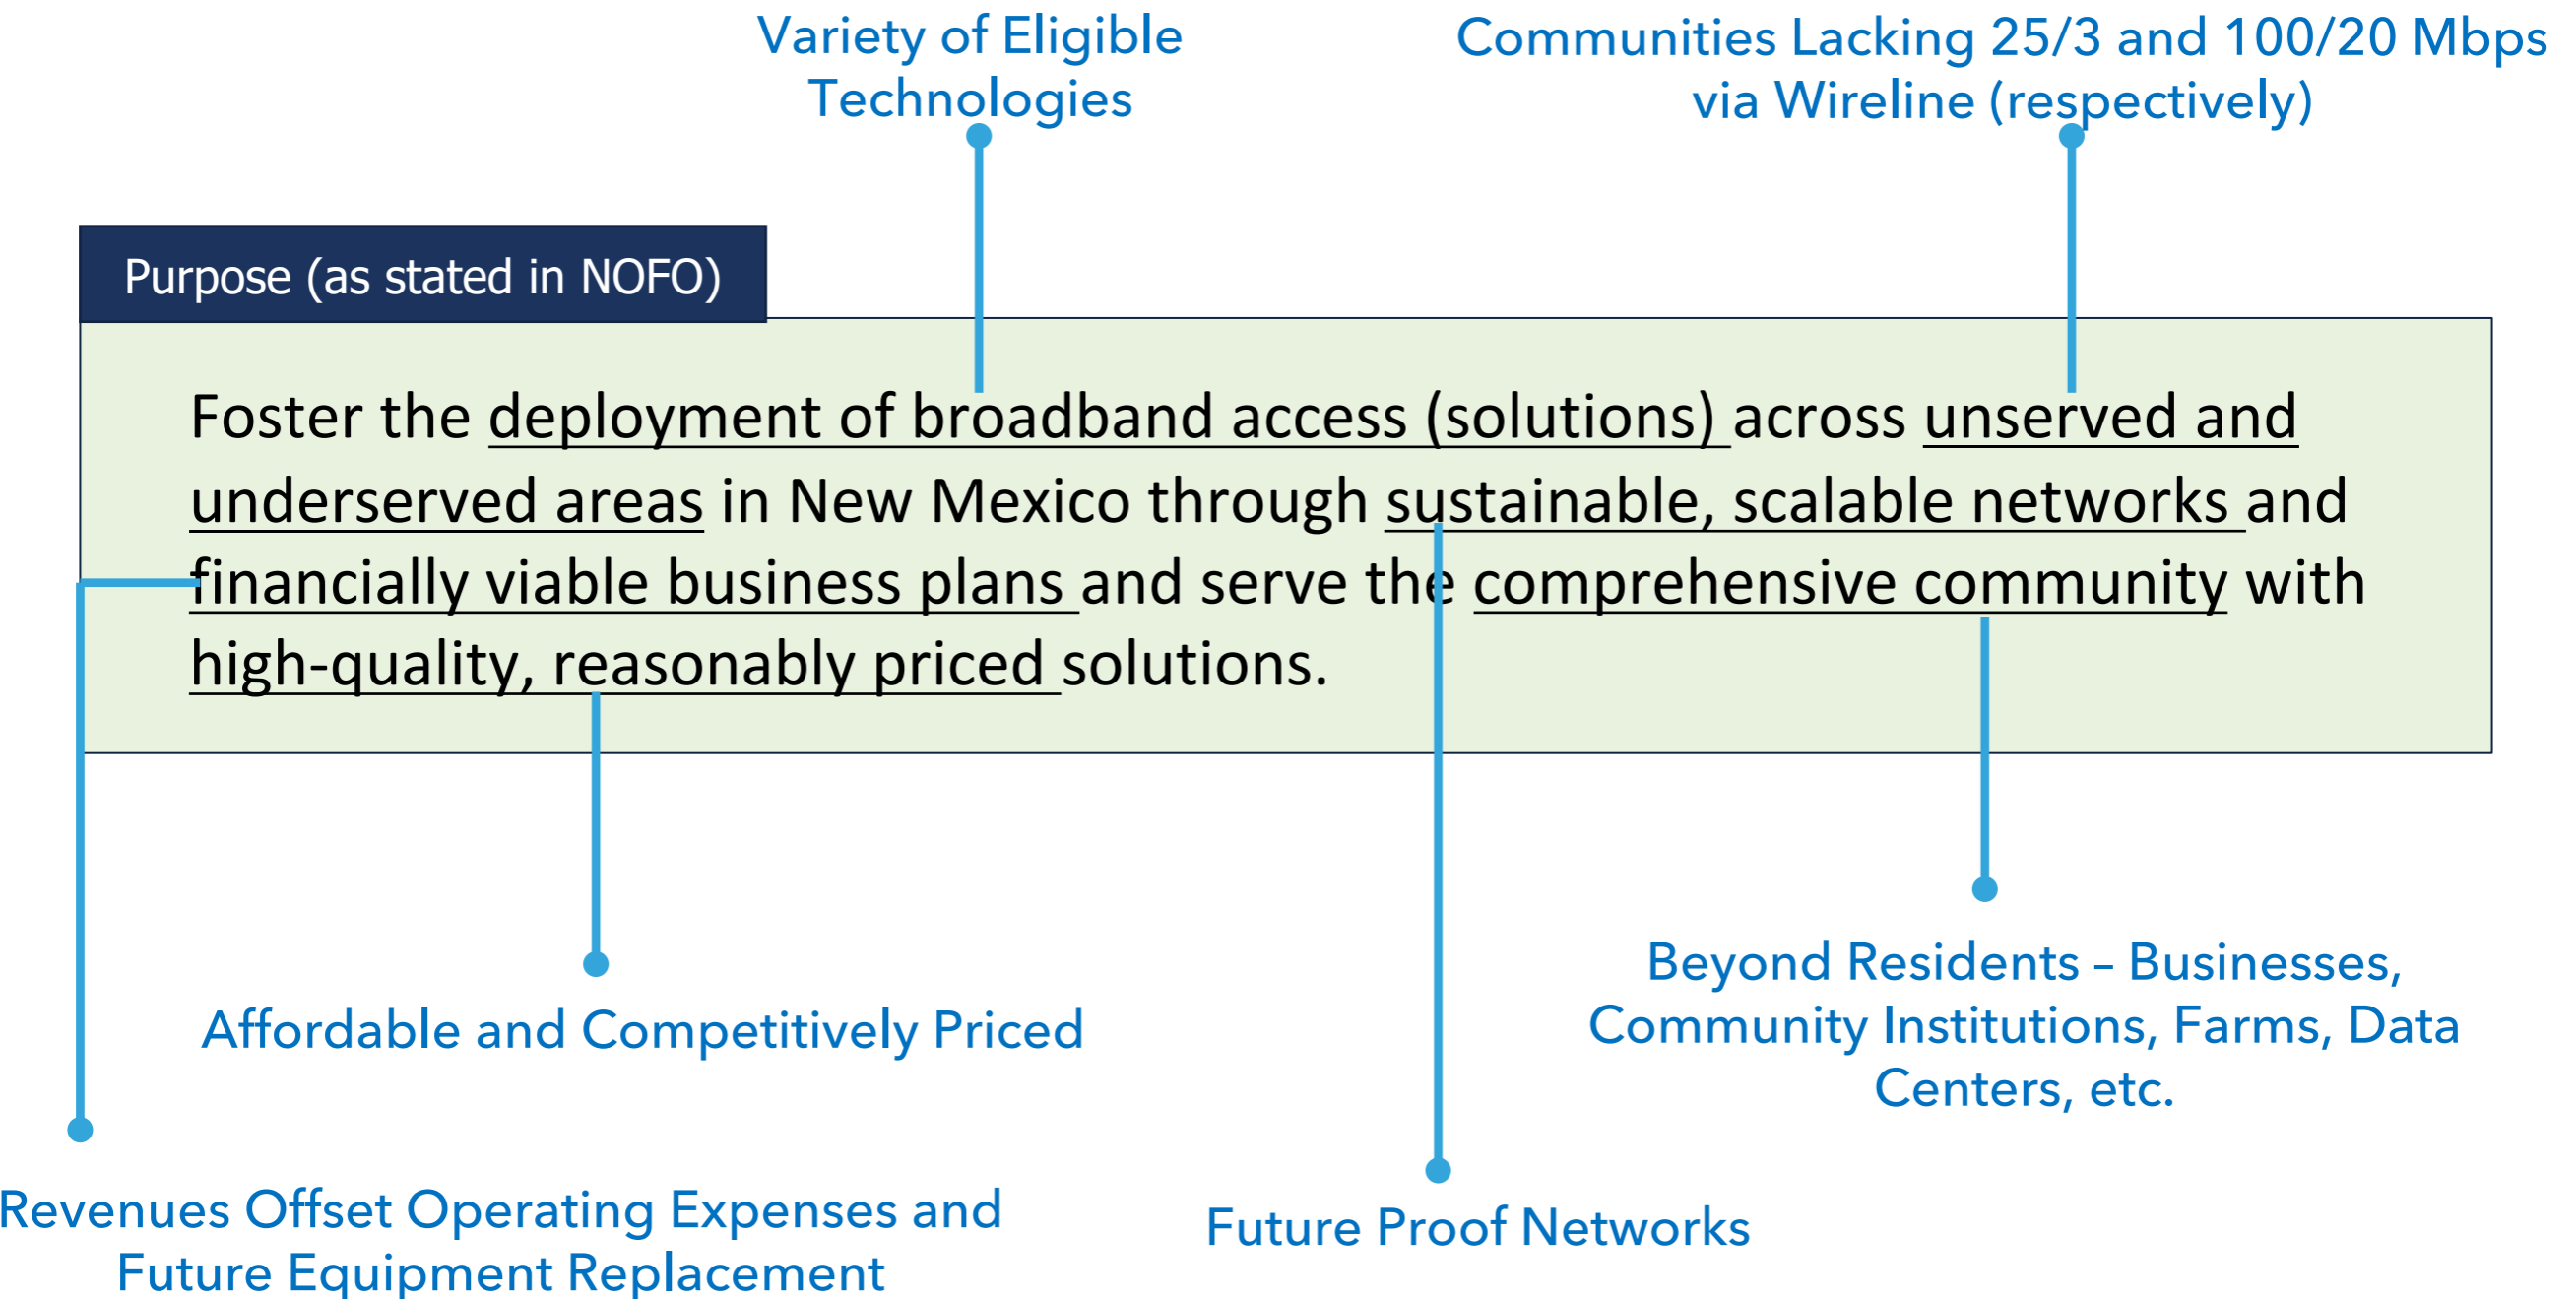 Variety of Eligible
Technologies
Communities Lacking 25/3 and 100/20 Mbps
via Wireline (respectively)
Purpose (as stated in NOFO)
Foster the deployment of broadband access (solutions) across unserved and
underserved areas in New Mexico through sustainable, scalable networks and
financially viable business plans and serve the comprehensive community with
high-quality, reasonably priced solutions.
Affordable and Competitively Priced
Beyond Residents – Businesses,
Community Institutions, Farms, Data
Centers, etc.
Revenues Offset Operating Expenses and
Future Equipment Replacement
Future Proof Networks